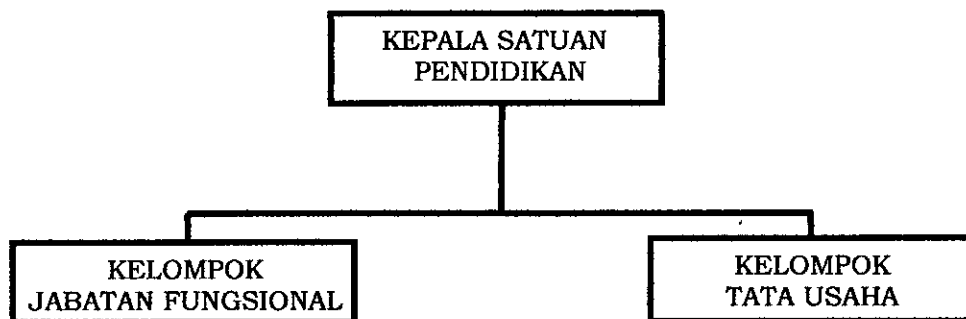 KEPALA SATUAN
PENDIDIKAN
KELOMPOK
JABATAN FUNGSIONAL
KELOMPOK
TATA USAHA